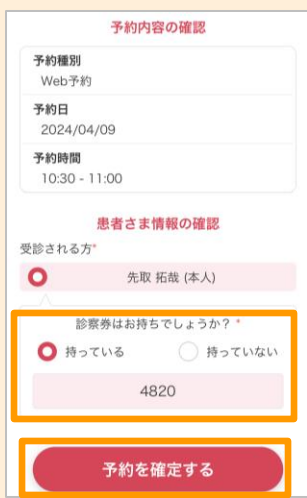 予約内容の確認
予約種別
Web予約
予約日
2024/04/09
予約時間
10:30 - 11:00
患者さま情報の確認
受診される方*
先取 拓哉 (本人)
診察券はお持ちでしょうか？ *
持っている 持っていない
4820
予約を確定する